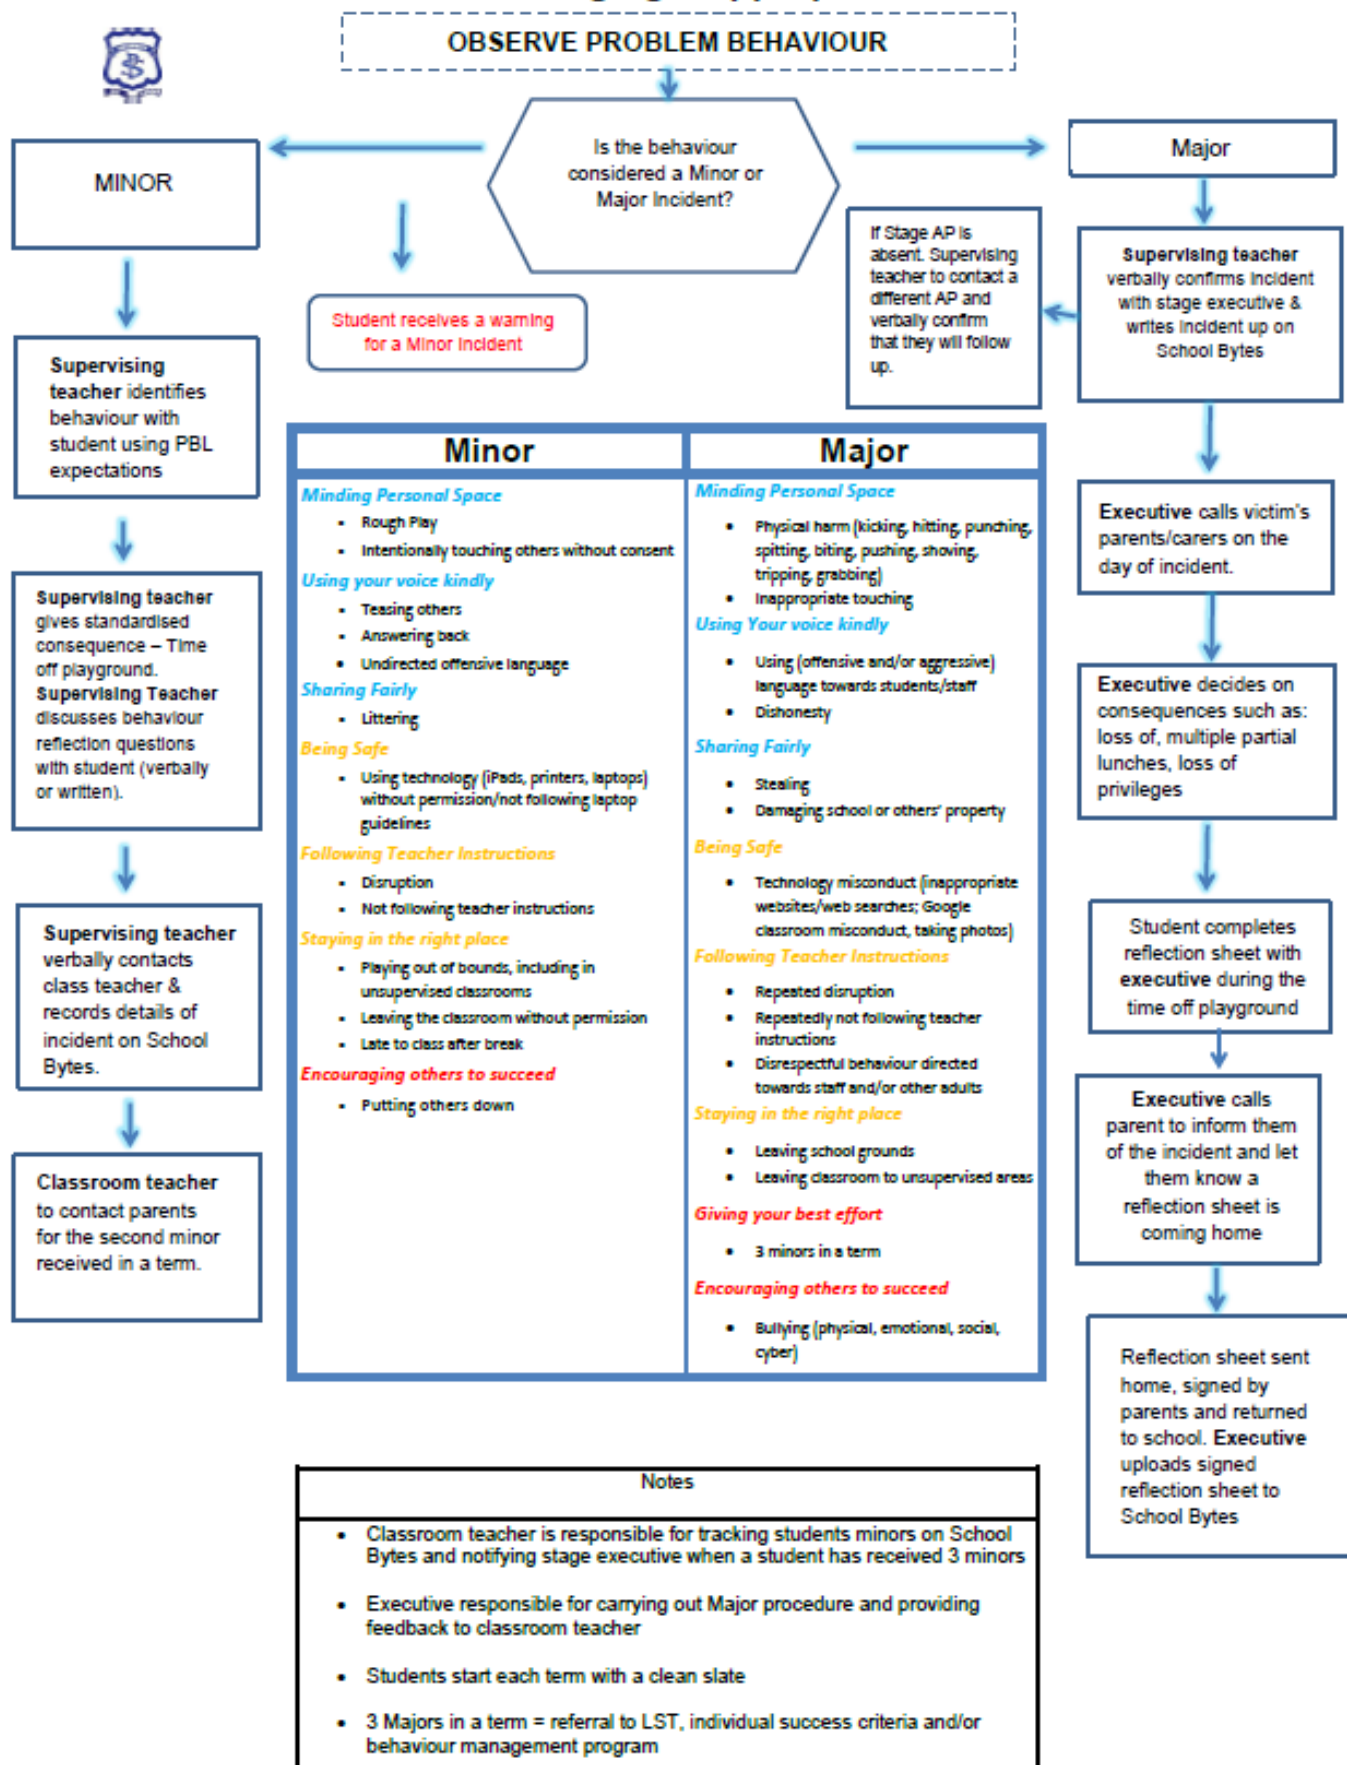 OBSERVE PROBLEM BEHAVIOUR
Is the behaviour
considered a Minor or
Major Incident?
MINOR
Student receives a warning
for a Minor Incident
Supervising
teacher identifies
behaviour with
student using PBL
expectations
Supervising teacher
gives standardised
consequence – Time
off playground.
Supervising Teacher
discusses behaviour
reflection questions
with student (verbally
or written).
Supervising teacher
verbally contacts
class teacher &
records details of
incident on School
Bytes.
Classroom teacher
to contact parents
for the second minor
received in a term.
Major
Supervising teacher
verbally confirms incident
with stage executive &
writes incident up on
School Bytes
If Stage AP is
absent. Supervising
teacher to contact a
different AP and
verbally confirm
that they will follow
up.
Executive calls victim's
parents/carers on the
day of incident.
Executive decides on
consequences such as:
loss of, multiple partial
lunches, loss of
privileges
Student completes
reflection sheet with
executive during the
time off playground
Executive calls
parent to inform them
of the incident and let
them know a
reflection sheet is
coming home
Reflection sheet sent
home, signed by
parents and returned
to school. Executive
uploads signed
reflection sheet to
School Bytes
Minor
Minding Personal Space
• Rough Play
• Intentionally touching others without consent
Using your voice kindly
• Teasing others
• Answering back
• Undirected offensive language
Sharing Fairly
• Littering
Being Safe
• Using technology (iPads, printers, laptops)
without permission/not following laptop
guidelines
Following Teacher Instructions
• Disruption
• Not following teacher instructions
Staying in the right place
• Playing out of bounds, including in
unsupervised classrooms
• Leaving the classroom without permission
• Late to class after break
Encouraging others to succeed
• Putting others down
Major
Minding Personal Space
• Physical harm (kicking, hitting, punching,
spitting, biting, pushing, shoving,
tripping, grabbing)
• Inappropriate touching
Using Your voice kindly
• Using (offensive and/or aggressive)
language towards students/staff
• Dishonesty
Sharing Fairly
• Stealing
• Damaging school or others' property
Being Safe
• Technology misconduct (inappropriate
websites/web searches; Google
classroom misconduct, taking photos)
Following Teacher Instructions
• Repeated disruption
• Repeatedly not following teacher
instructions
• Disrespectful behaviour directed
towards staff and/or other adults
Staying in the right place
• Leaving school grounds
• Leaving classroom to unsupervised areas
Giving your best effort
• 3 minors in a term
Encouraging others to succeed
• Bullying (physical, emotional, social,
cyber)
Notes
• Classroom teacher is responsible for tracking students minors on School
Bytes and notifying stage executive when a student has received 3 minors
• Executive responsible for carrying out Major procedure and providing
feedback to classroom teacher
• Students start each term with a clean slate
• 3 Majors in a term = referral to LST, individual success criteria and/or
behaviour management program